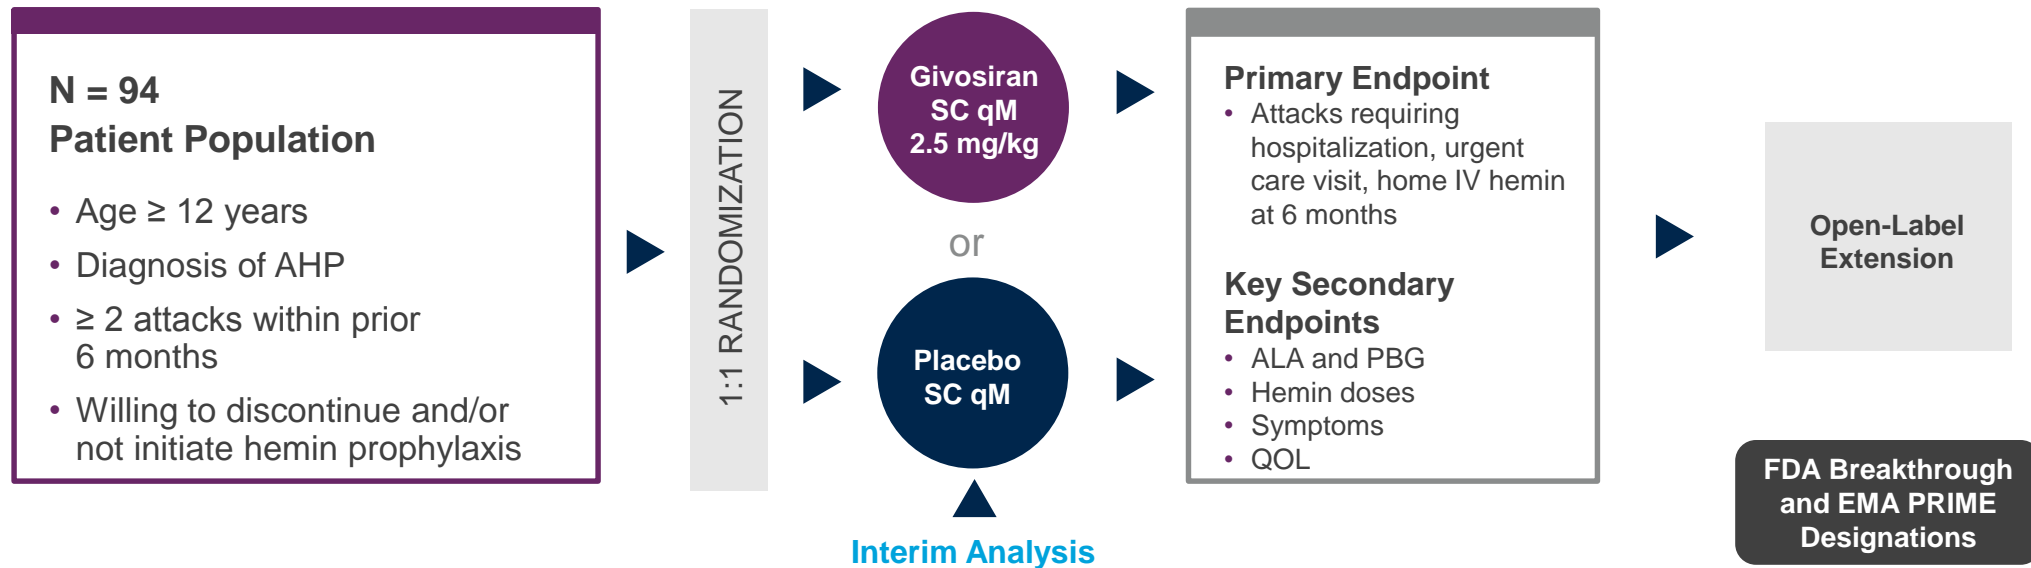 N = 94
Patient Population
• Age ≥ 12 years
• Diagnosis of AHP
• ≥ 2 attacks within prior
6 months
• Willing to discontinue and/or
not initiate hemin prophylaxis
1:1 RANDOMIZATION
Givosiran
SC qM
2.5 mg/kg
or
Placebo
SC qM
Interim Analysis
Primary Endpoint
• Attacks requiring
hospitalization, urgent
care visit, home IV hemin
at 6 months
Key Secondary
Endpoints
• ALA and PBG
• Hemin doses
• Symptoms
• QOL
Open-Label
Extension
FDA Breakthrough
and EMA PRIME
Designations